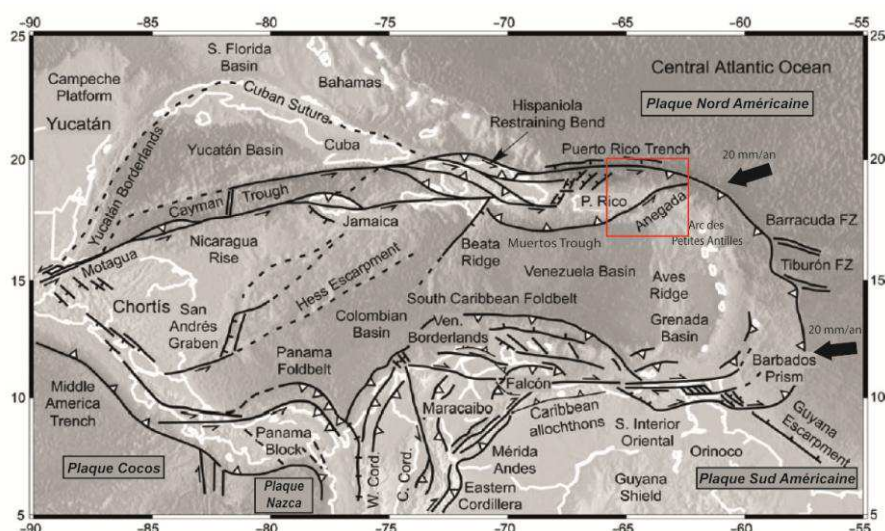 -90 -85 -80 -75 -70 -65 -60 -55
25 25
S. Florida
Basin
Campeche
Platform
Bahamas
Central Atlantic Ocean
Yucatán
Cuban Suture
Hispaniola
Restraining Bend
Plaque Nord Américaine
Yucatán Borderlands
Yucatán Basin
Cuba
Puerto Rico Trench
20 mm/an
20 20
Cayman
Trough
P. Rico
Anegada
Jamaica
Arc des
Petites Antilles
Barracuda FZ
Motagua
Nicaragua
Rise
Beata
Ridge
Muertos Trough
Tiburón FZ
15 15
Hess Escarpment
Venezuela Basin
Aves
Ridge
Chortis
San
Andrés
Graben
Colombian
Basin
South Caribbean Foldbelt
Ven.
Borderlands
Grenada
Basin
20 mm/an
Panama
Foldbelt
Barbados
Prism
Middle
America
Trench
Falcón
Maracaibo
Caribbean
allochthons
10 10
Guyana
Escarpment
Panama
Block
S. Interior
Oriental
Mérida
Andes
Orinoco
Plaque Cocos
W. Cord.
C. Cord.
Plaque Sud Américaine
Plaque
Nazca
Eastern
Cordillera
Guyana
Shield
5 5
-90 -85 -80 -75 -70 -65 -60 -55